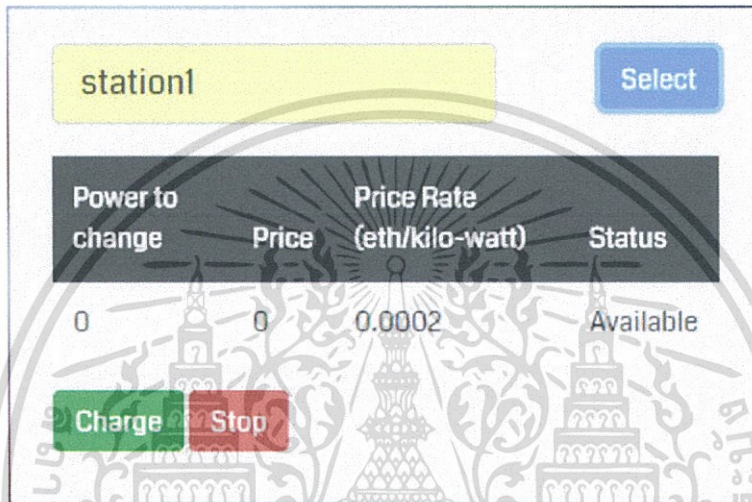 station1
Select
Power to change Price Price Rate (eth/kilo-watt) Status
0 0 0.0002 Available
Charge Stop